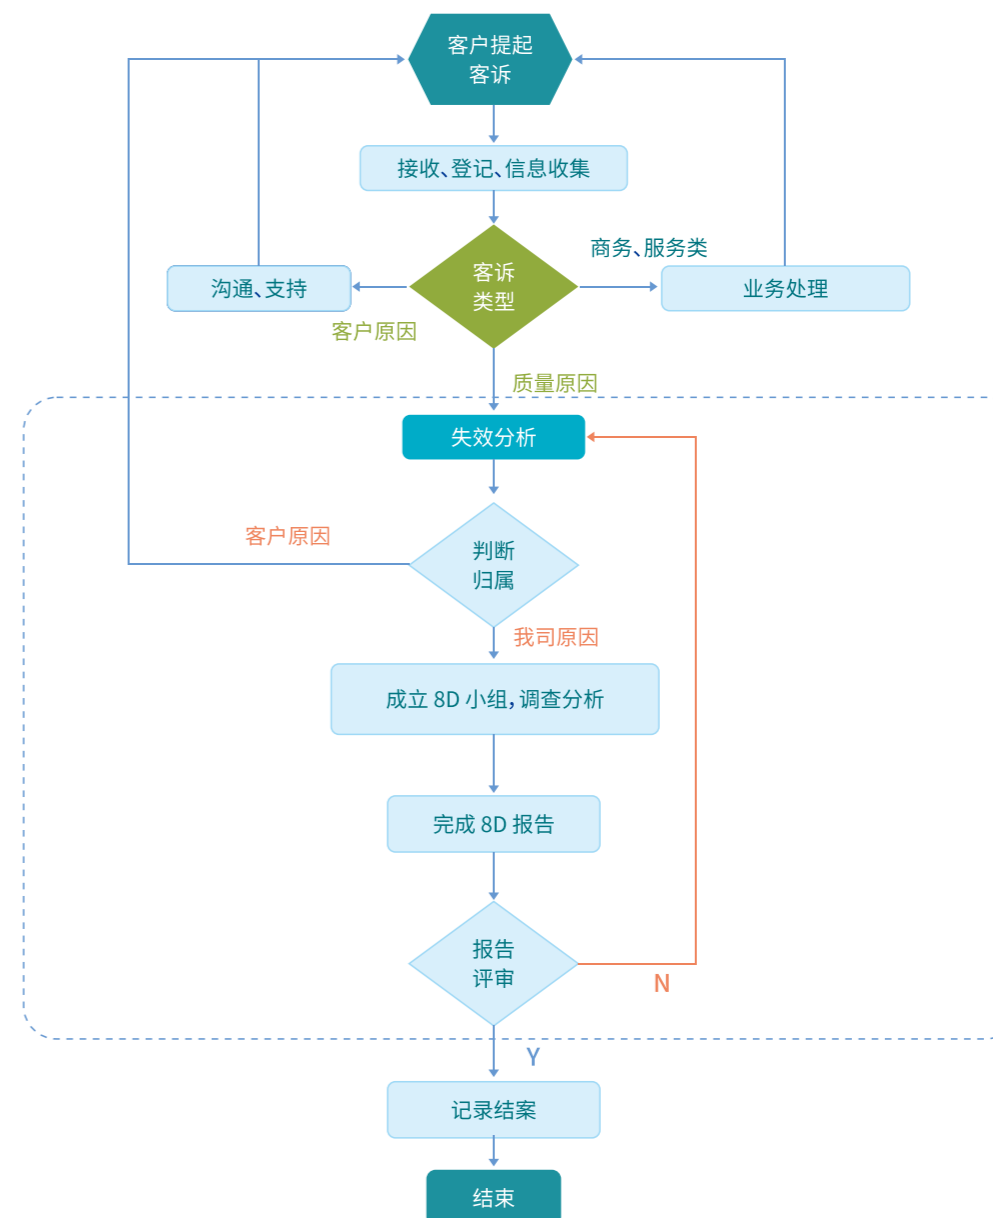 客户提起
客诉
接收、登记、信息收集
商务、服务类
客诉
类型
沟通、支持
业务处理
客户原因
质量原因
失效分析
客户原因
判断
归属
我司原因
成立 8D 小组，调查分析
完成 8D 报告
报告
评审
N
Y
记录结案
结束